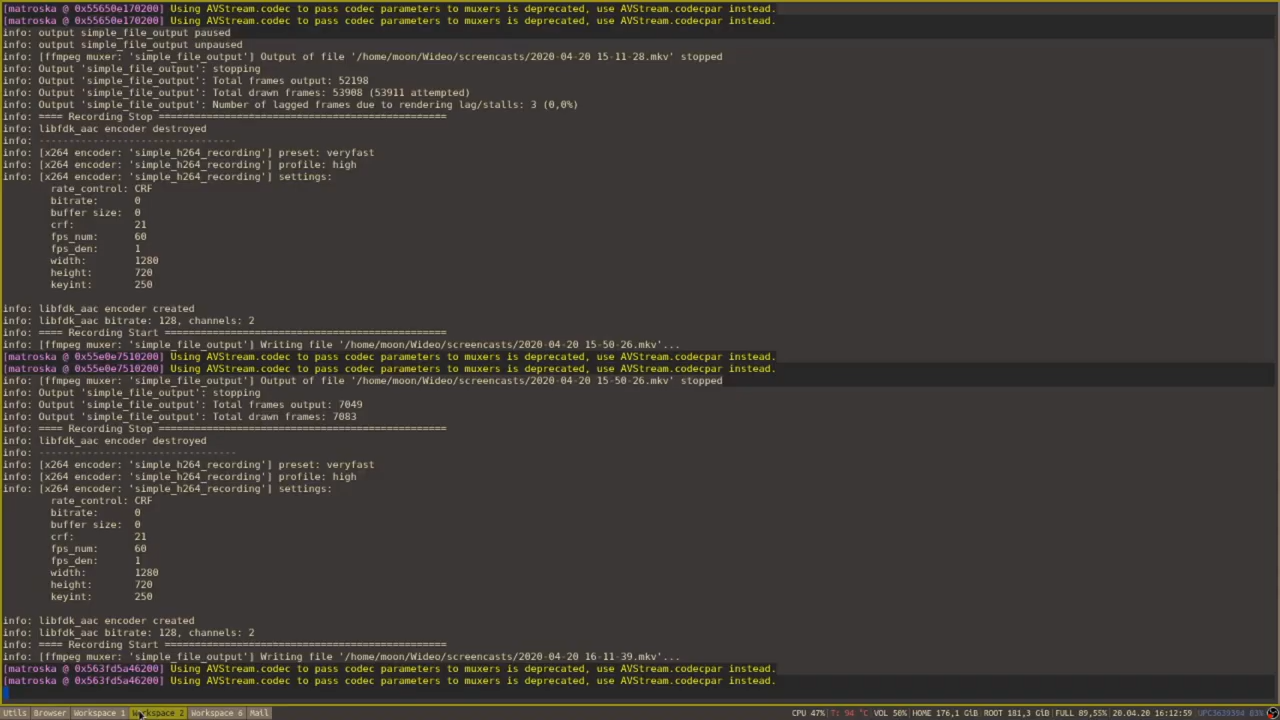 [matroska @ 0x55650e170200] Using AVStream.codec to pass codec parameters to muxers is deprecated, use AVStream.codecpar instead.
[matroska @ 0x55650e170200] Using AVStream.codec to pass codec parameters to muxers is deprecated, use AVStream.codecpar instead.
info: output simple_file_output paused
info: output simple_file_output unpaused
info: [ffmpeg muxer: 'simple_file_output'] Output of file '/home/moon/Wideo/screencasts/2020-04-20 15-11-28.mkv' stopped
info: Output 'simple_file_output': stopping
info: Output 'simple_file_output': Total frames output: 52198
info: Output 'simple_file_output': Total drawn frames: 53908 (53911 attempted)
info: Output 'simple_file_output': Number of lagged frames due to rendering lag/stalls: 3 (0,0%)
info: ==== Recording Stop ================================================
info: libfdk_aac encoder destroyed
info: ---------------------------------
info: [x264 encoder: 'simple_h264_recording'] preset: veryfast
info: [x264 encoder: 'simple_h264_recording'] profile: high
info: [x264 encoder: 'simple_h264_recording'] settings:
rate_control: CRF
bitrate: 0
buffer size: 0
crf: 21
fps_num: 60
fps_den: 1
width: 1280
height: 720
keyint: 250
info: libfdk_aac encoder created
info: libfdk_aac bitrate: 128, channels: 2
info: ==== Recording Start ===============================================
info: [ffmpeg muxer: 'simple_file_output'] Writing file '/home/moon/Wideo/screencasts/2020-04-20 15-50-26.mkv'...
[matroska @ 0x55e0e7510200] Using AVStream.codec to pass codec parameters to muxers is deprecated, use AVStream.codecpar instead.
[matroska @ 0x55e0e7510200] Using AVStream.codec to pass codec parameters to muxers is deprecated, use AVStream.codecpar instead.
info: [ffmpeg muxer: 'simple_file_output'] Output of file '/home/moon/Wideo/screencasts/2020-04-20 15-50-26.mkv' stopped
info: Output 'simple_file_output': stopping
info: Output 'simple_file_output': Total frames output: 7049
info: Output 'simple_file_output': Total drawn frames: 7083
info: ==== Recording Stop ================================================
info: libfdk_aac encoder destroyed
info: ---------------------------------
info: [x264 encoder: 'simple_h264_recording'] preset: veryfast
info: [x264 encoder: 'simple_h264_recording'] profile: high
info: [x264 encoder: 'simple_h264_recording'] settings:
rate_control: CRF
bitrate: 0
buffer size: 0
crf: 21
fps_num: 60
fps_den: 1
width: 1280
height: 720
keyint: 250
info: libfdk_aac encoder created
info: libfdk_aac bitrate: 128, channels: 2
info: ==== Recording Start ===============================================
info: [ffmpeg muxer: 'simple_file_output'] Writing file '/home/moon/Wideo/screencasts/2020-04-20 16-11-39.mkv'...
[matroska @ 0x563fd5a46200] Using AVStream.codec to pass codec parameters to muxers is deprecated, use AVStream.codecpar instead.
[matroska @ 0x563fd5a46200] Using AVStream.codec to pass codec parameters to muxers is deprecated, use AVStream.codecpar instead.
Utils Browser Workspace 1 Workspace 2 Workspace 6 Mail CPU 47% T: 94 °C VOL 50% HOME 176,1 GiB ROOT 181,3 GiB FULL 89,55% 20.04.20 16:12:59